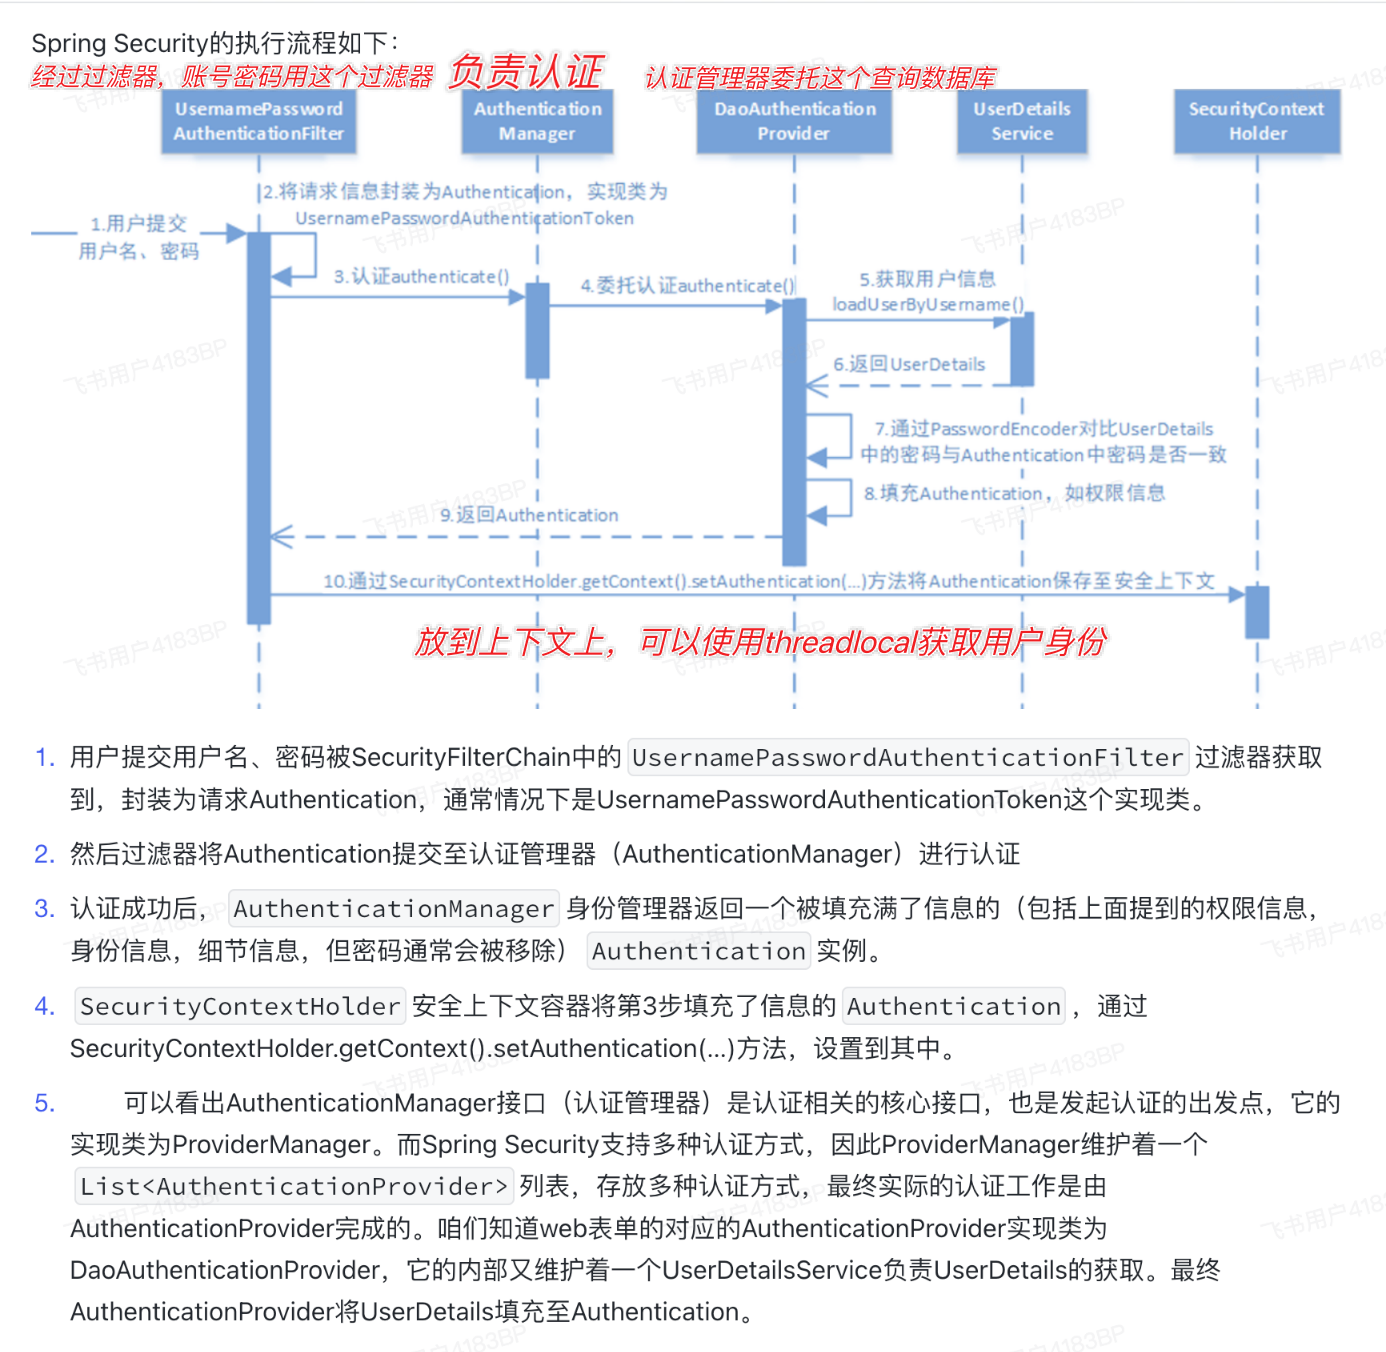 Spring Security的执行流程如下：
经过过滤器，账号密码用这个过滤器 负责认证 认证管理器委托这个查询数据库
UsernamePassword AuthenticationFilter
Authentication Manager
DaoAuthentication Provider
UserDetails Service
SecurityContext Holder
2.将请求信息封装为Authentication，实现类为
UsernamePasswordAuthenticationToken
1.用户提交
用户名、密码
3.认证authenticate()
4.委托认证authenticate()
5.获取用户信息
loadUserByUsername()
6.返回UserDetails
7.通过PasswordEncoder对比UserDetails
中的密码与Authentication中密码是否一致
8.填充Authentication，如权限信息
9.返回Authentication
10.通过SecurityContextHolder.getContext().setAuthentication(...)方法将Authentication保存至安全上下文
放到上下文上，可以使用threadlocal获取用户身份
1. 用户提交用户名、密码被SecurityFilterChain中的 UsernamePasswordAuthenticationFilter 过滤器获取
到，封装为请求Authentication，通常情况下是UsernamePasswordAuthenticationToken这个实现类。
2. 然后过滤器将Authentication提交至认证管理器（AuthenticationManager）进行认证
3. 认证成功后， AuthenticationManager 身份管理器返回一个被填充满了信息的（包括上面提到的权限信息，
身份信息，细节信息，但密码通常会被移除） Authentication 实例。
4. SecurityContextHolder 安全上下文容器将第3步填充了信息的 Authentication ，通过
SecurityContextHolder.getContext().setAuthentication(…)方法，设置到其中。
5. 可以看出AuthenticationManager接口（认证管理器）是认证相关的核心接口，也是发起认证的出发点，它的
实现类为ProviderManager。而Spring Security支持多种认证方式，因此ProviderManager维护着一个
List<AuthenticationProvider> 列表，存放多种认证方式，最终实际的认证工作是由
AuthenticationProvider完成的。咱们知道web表单的对应的AuthenticationProvider实现类为
DaoAuthenticationProvider，它的内部又维护着一个UserDetailsService负责UserDetails的获取。最终
AuthenticationProvider将UserDetails填充至Authentication。
飞书用户4183BP